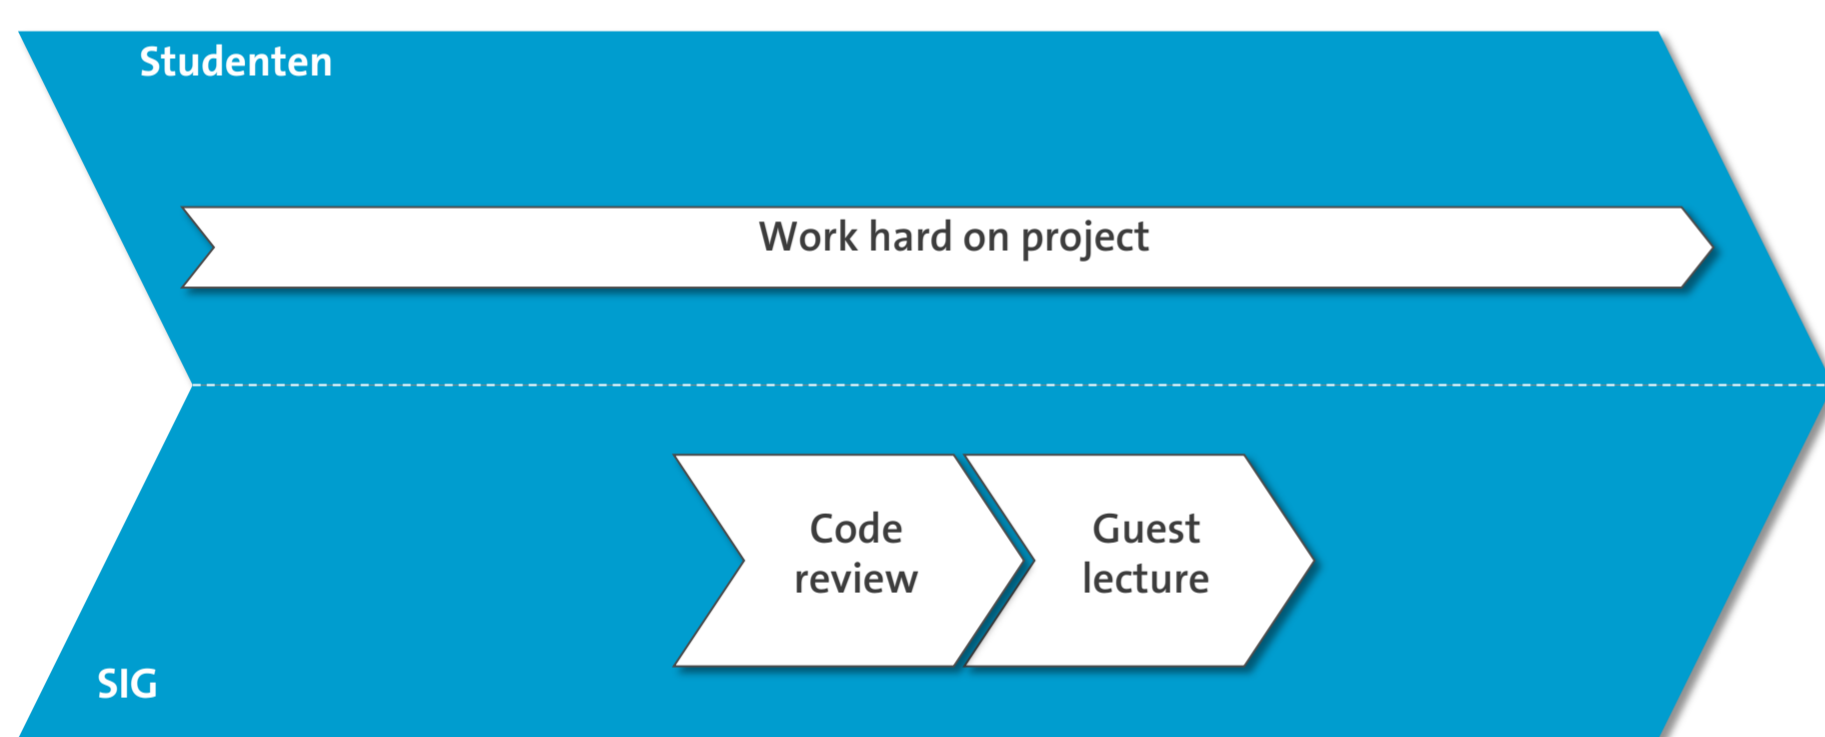 Studenten
Work hard on project
Code
review
Guest
lecture
SIG